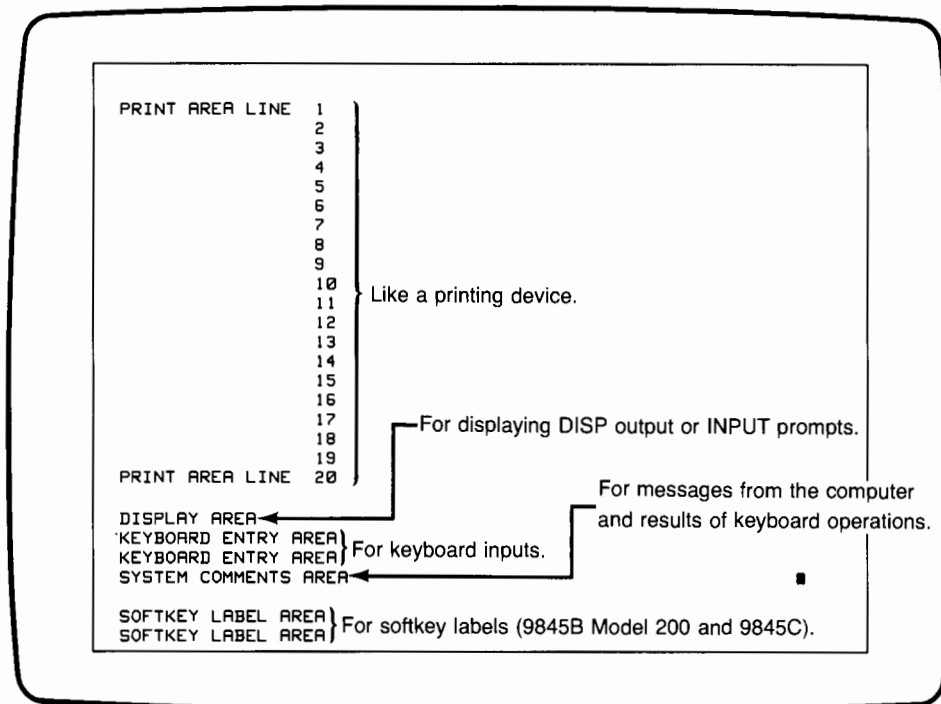 PRINT AREA LINE 1
2
3
4
5
6
7
8
9
10
11
12
13
14
15
16
17
18
19
PRINT AREA LINE 20
Like a printing device.
For displaying DISP output or INPUT prompts.
For messages from the computer
and results of keyboard operations.
DISPLAY AREA
KEYBOARD ENTRY AREA
KEYBOARD ENTRY AREA
For keyboard inputs.
SYSTEM COMMENTS AREA
SOFTKEY LABEL AREA
SOFTKEY LABEL AREA
For softkey labels (9845B Model 200 and 9845C).